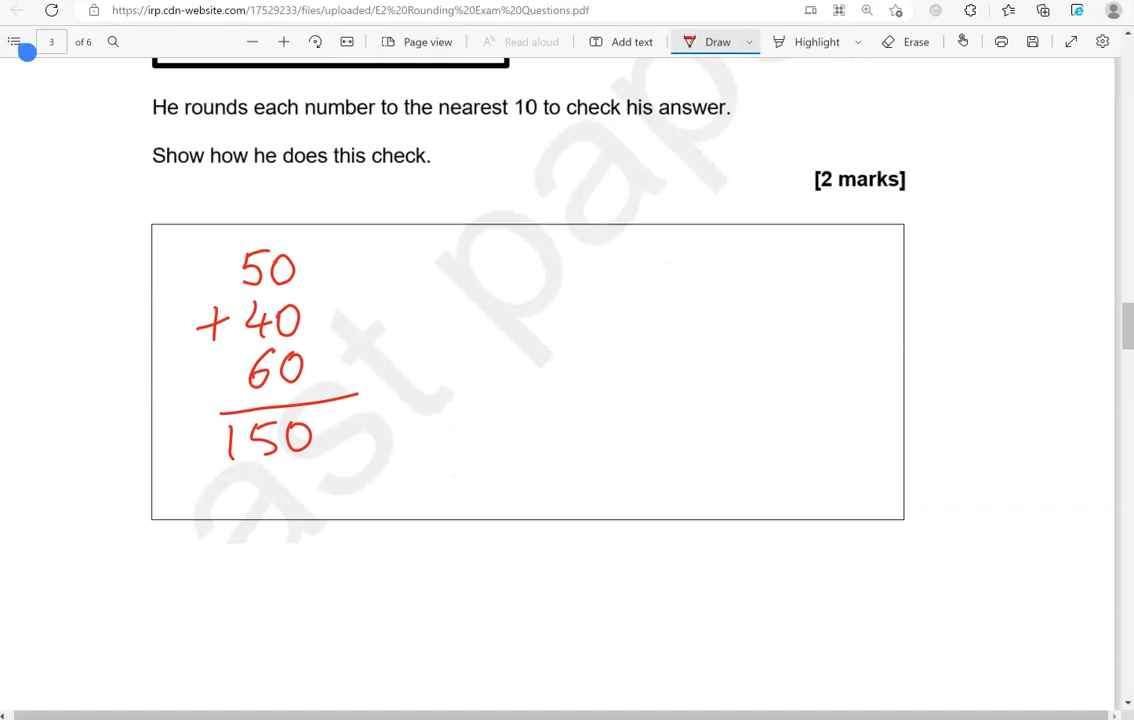 https://irp.cdn-website.com/17529233/files/uploaded/E2%20Rounding%20Exam%20Questions.pdf
3 of 6
Page view
Read aloud
Add text
Draw
Highlight
Erase
He rounds each number to the nearest 10 to check his answer.
Show how he does this check.
[2 marks]
50
+ 40
60
150
ast pape